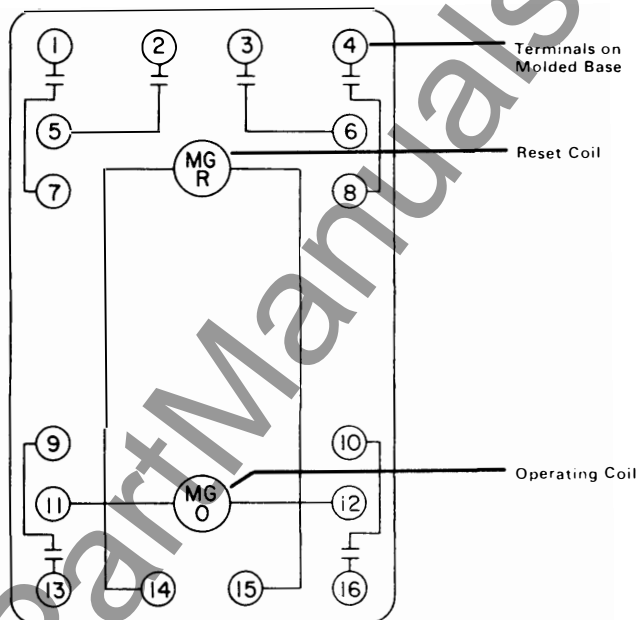 1 2 3 4
Terminals on
Molded Base
5 6
MG
R
Reset Coil
7 8
9 10
MG
O
Operating Coil
11 12
13 14 15 16
PartManuals